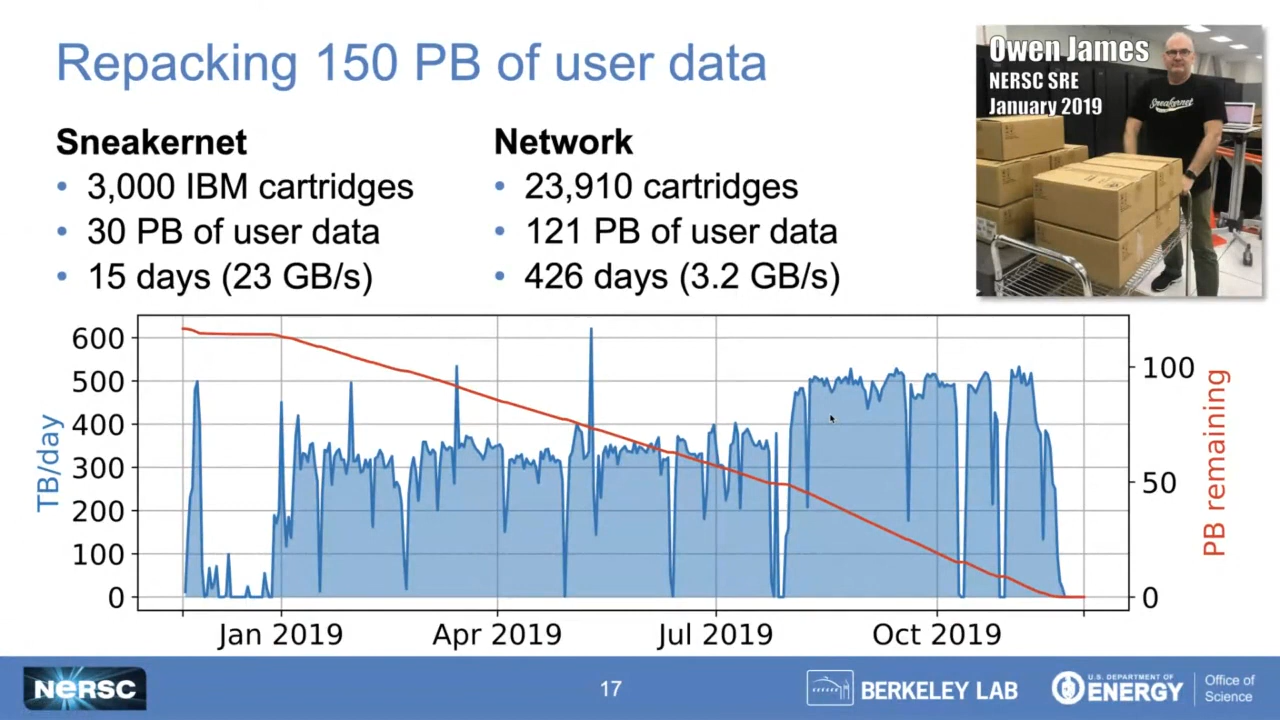 Repacking 150 PB of user data
Owen James
NERSC SRE
January 2019
Sneakernet
Sneakernet
• 3,000 IBM cartridges
• 30 PB of user data
• 15 days (23 GB/s)
Network
• 23,910 cartridges
• 121 PB of user data
• 426 days (3.2 GB/s)
TB/day
600
500
400
300
200
100
0
100
50
0
PB remaining
Jan 2019
Apr 2019
Jul 2019
Oct 2019
NERSC
17
BERKELEY LAB
U.S. DEPARTMENT OF
ENERGY
Office of
Science